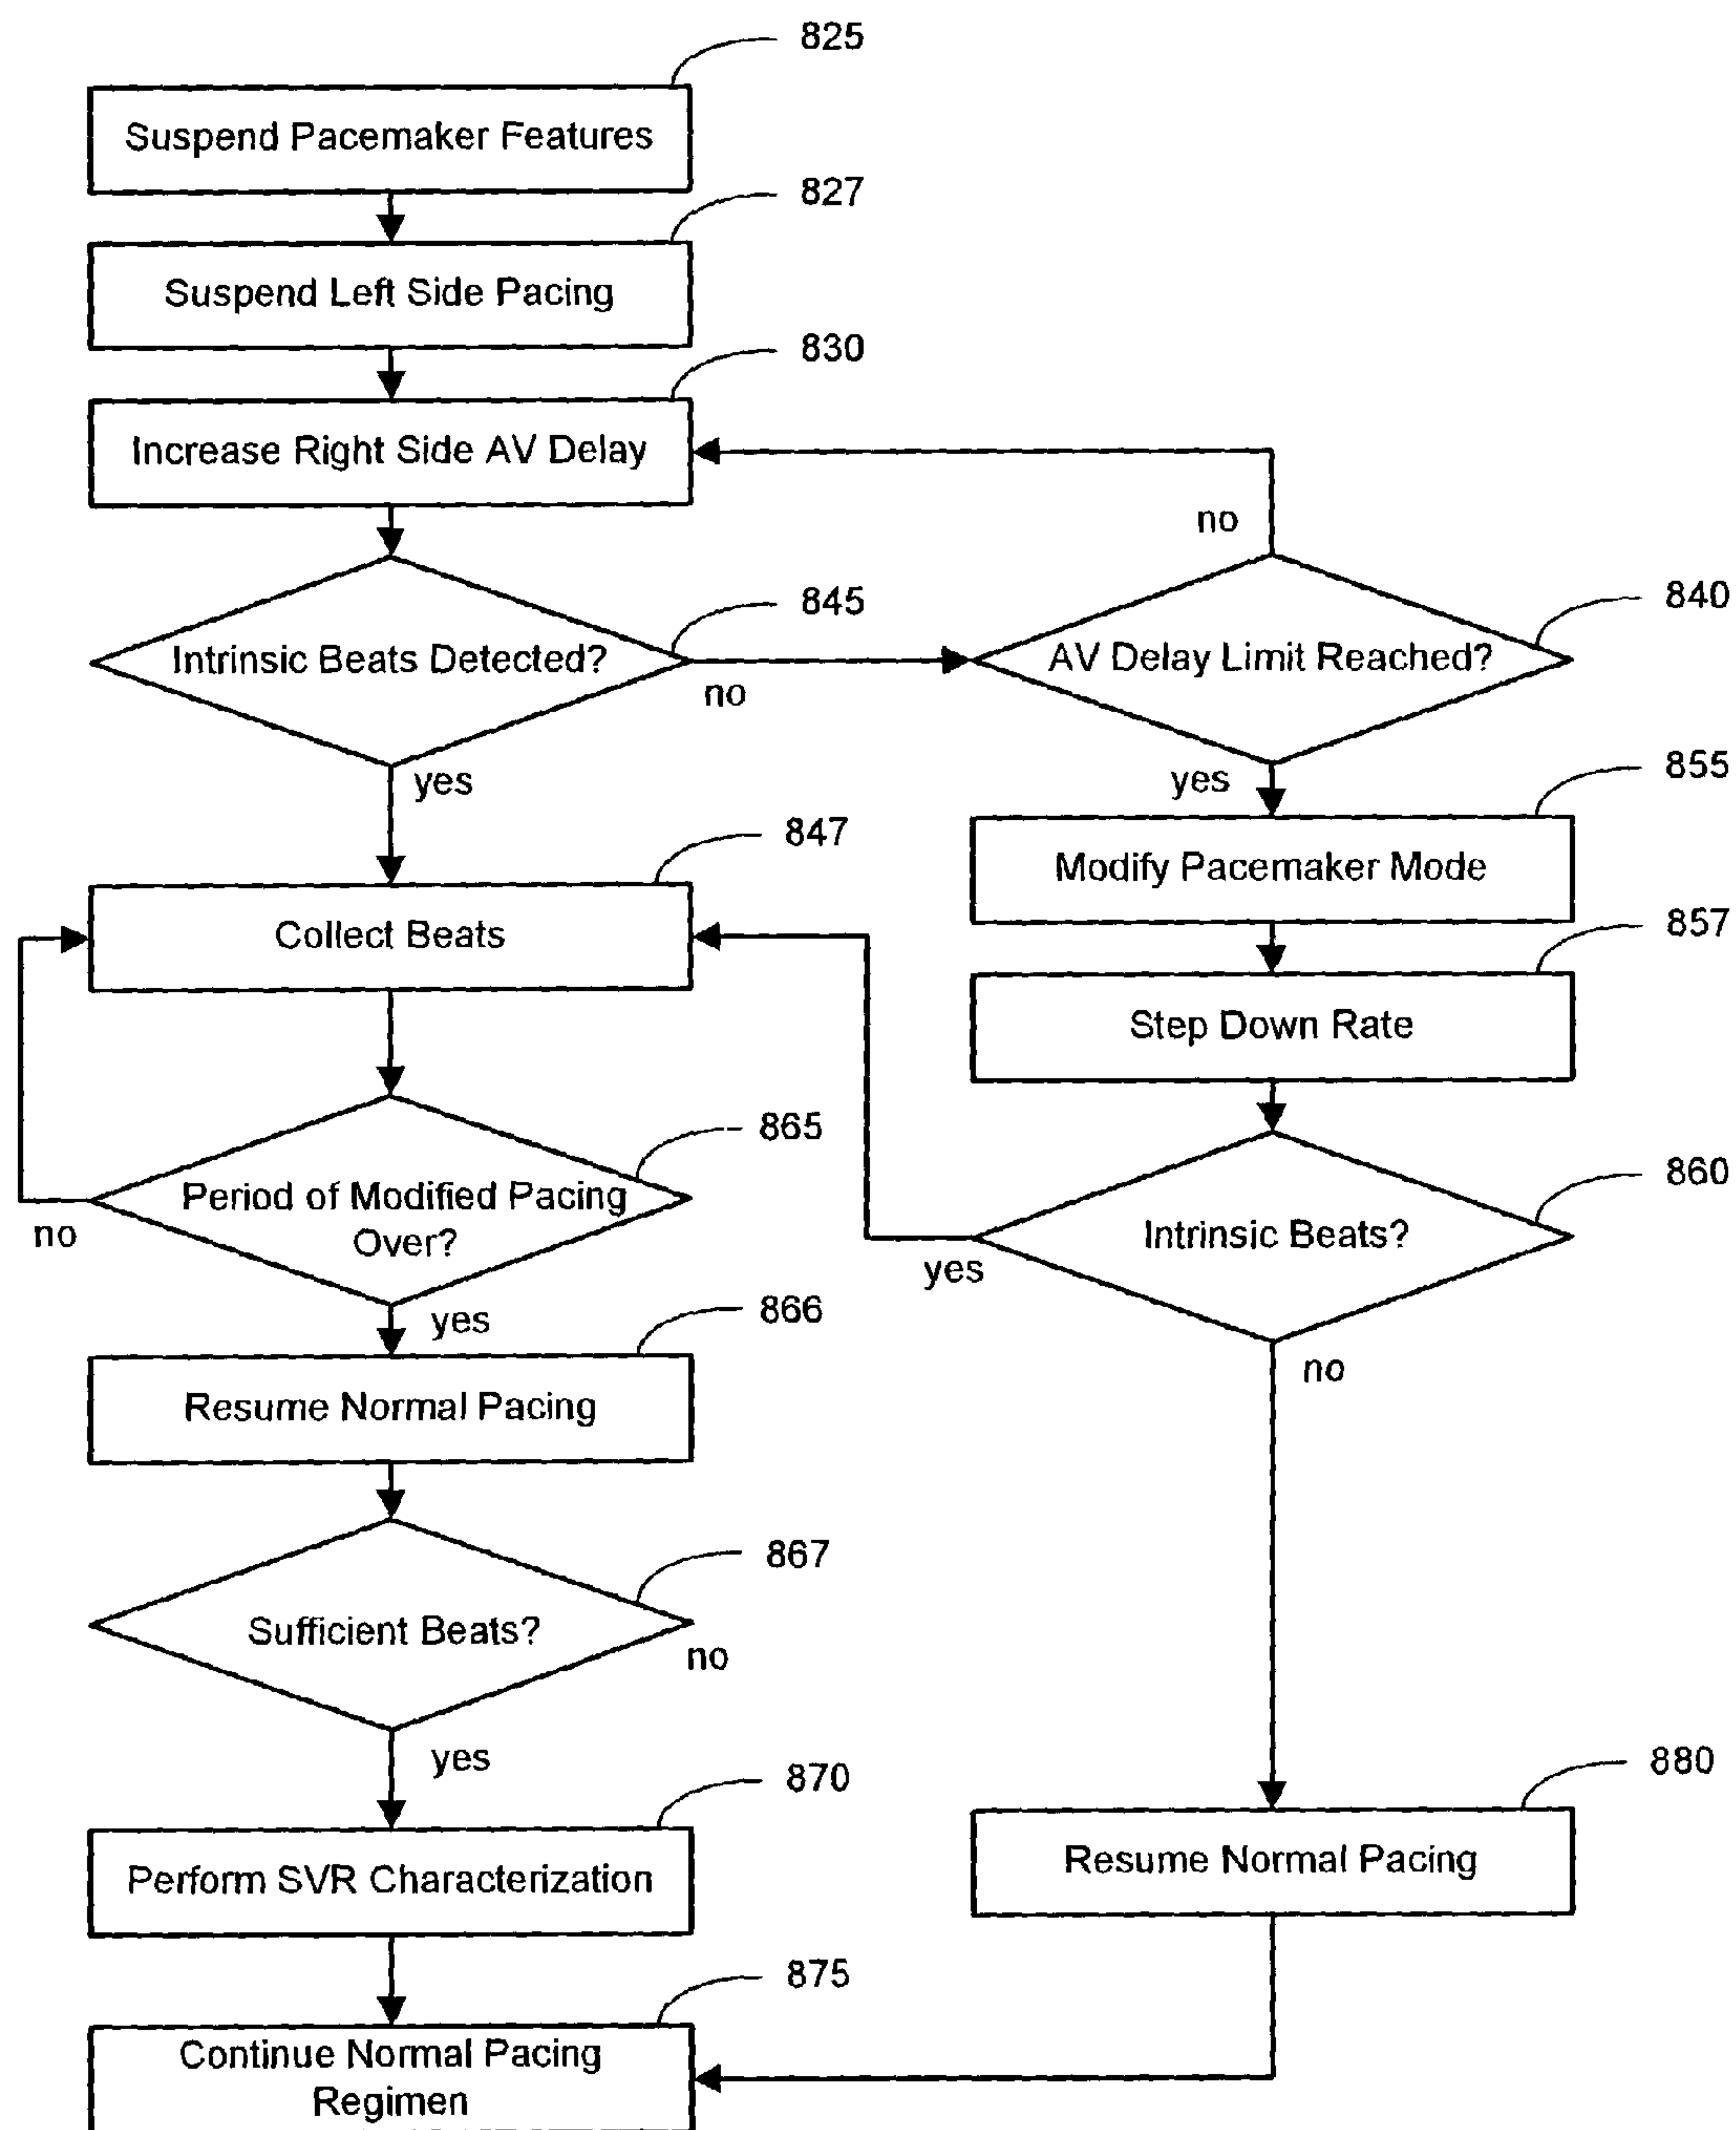 825
Suspend Pacemaker Features
827
Suspend Left Side Pacing
830
Increase Right Side AV Delay
no
845
Intrinsic Beats Detected?
no
840
AV Delay Limit Reached?
yes
yes
855
Modify Pacemaker Mode
847
Collect Beats
857
Step Down Rate
865
Period of Modified Pacing
Over?
no
860
Intrinsic Beats?
yes
no
yes
866
Resume Normal Pacing
867
Sufficient Beats?
no
yes
870
Perform SVR Characterization
880
Resume Normal Pacing
875
Continue Normal Pacing
Regimen